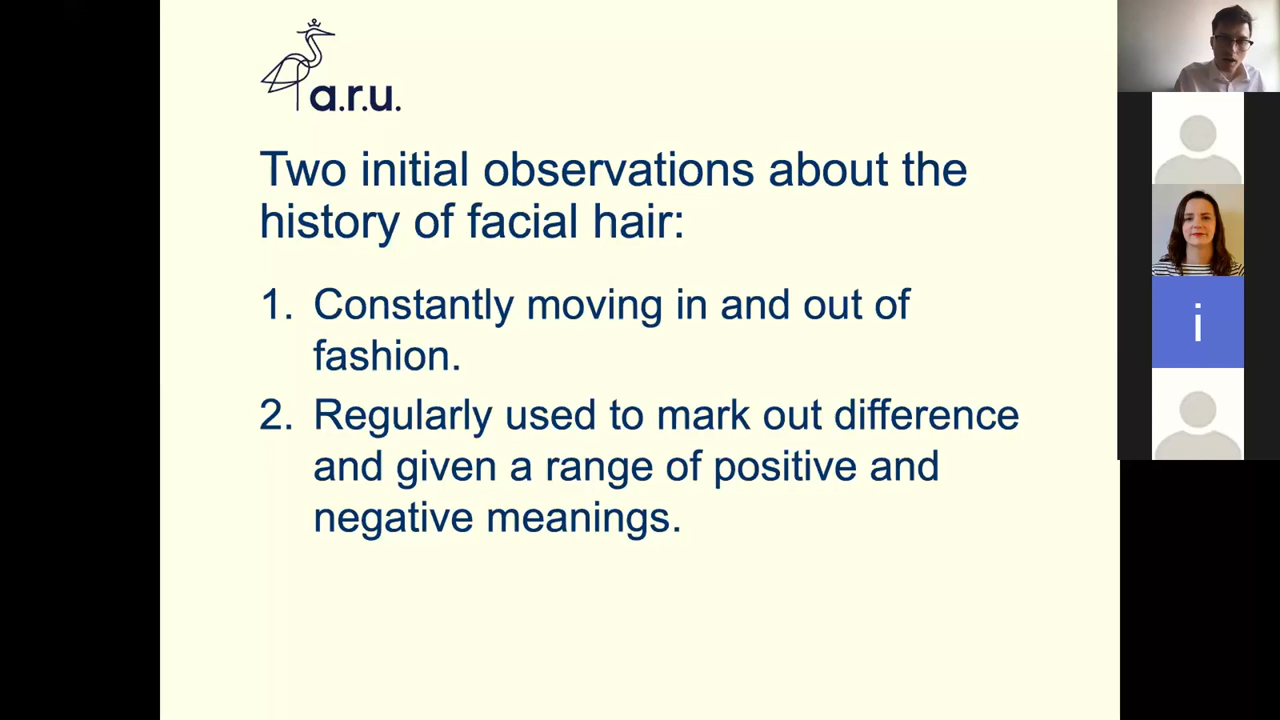 a.r.u.
Two initial observations about the
history of facial hair:
1. Constantly moving in and out of
fashion.
2. Regularly used to mark out difference
and given a range of positive and
negative meanings.
i